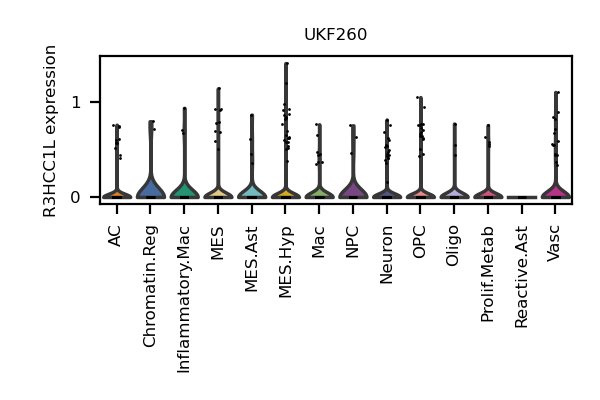 UKF260
R3HCC1L expression
1
0
AC
Chromatin.Reg
Inflammatory.Mac
MES
MES.Ast
MES.Hyp
Mac
NPC
Neuron
OPC
Oligo
Prolif.Metab
Reactive.Ast
Vasc